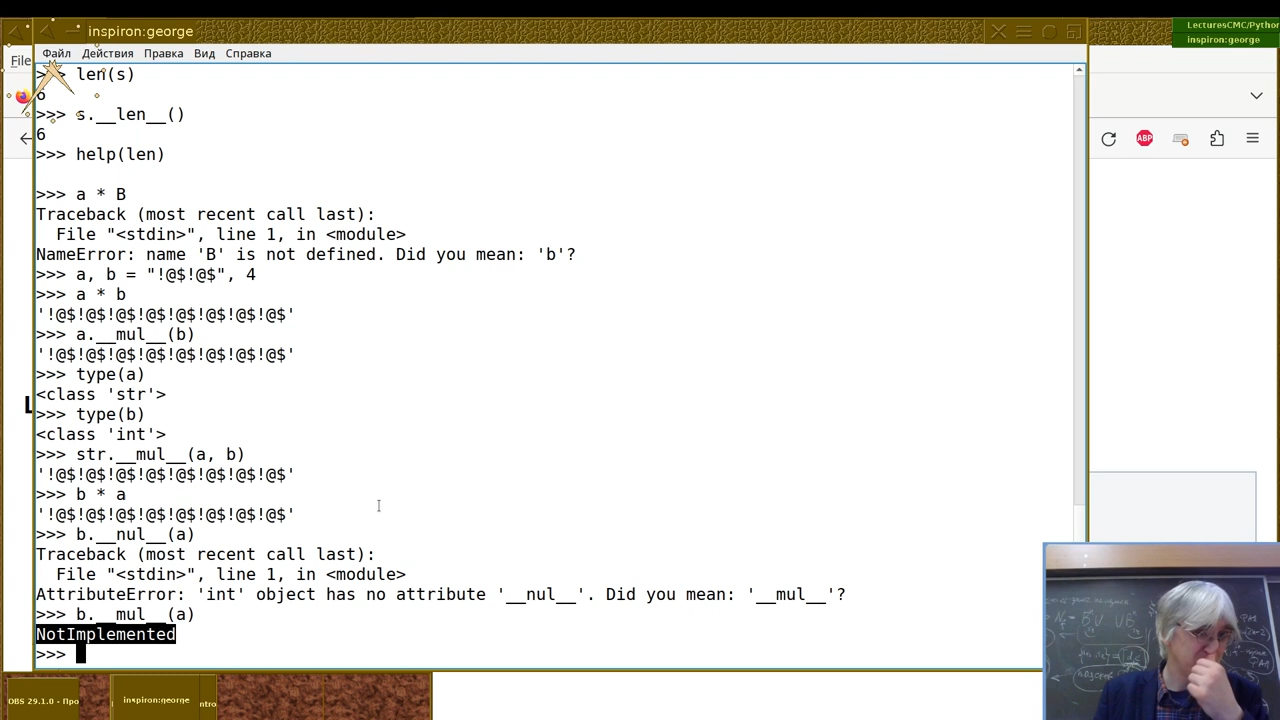 LecturesCMC/Python
inspiron:george
inspiron:george
File
Файл Действия Правка Вид Справка
>>> len(s)
6
>>> s.__len__()
6
>>> help(len)
>>> a * B
Traceback (most recent call last):
  File "<stdin>", line 1, in <module>
NameError: name 'B' is not defined. Did you mean: 'b'?
>>> a, b = "!@$!@$", 4
>>> a * b
'!@$!@$!@$!@$!@$!@$!@$!@$'
>>> a.__mul__(b)
'!@$!@$!@$!@$!@$!@$!@$!@$'
>>> type(a)
<class 'str'>
>>> type(b)
<class 'int'>
>>> str.__mul__(a, b)
'!@$!@$!@$!@$!@$!@$!@$!@$'
>>> b * a
'!@$!@$!@$!@$!@$!@$!@$!@$'
>>> b.__nul__(a)
Traceback (most recent call last):
  File "<stdin>", line 1, in <module>
AttributeError: 'int' object has no attribute '__nul__'. Did you mean: '__mul__'?
>>> b.__mul__(a)
NotImplemented
>>>
ABP
DBS 29.1.0 - Про
inspiron:george
ntro